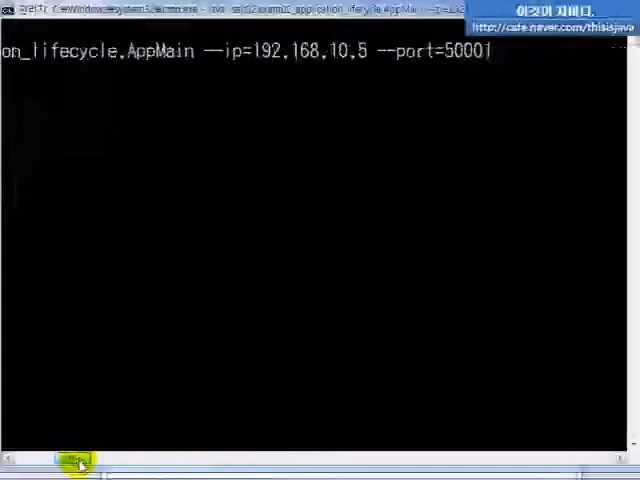 이것이 자바다.
http://cafe.naver.com/thisisjava
on_lifecycle.AppMain --ip=192.168.10.5 --port=50001